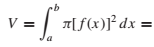 V = ∫_a^b π[f(x)]² dx =